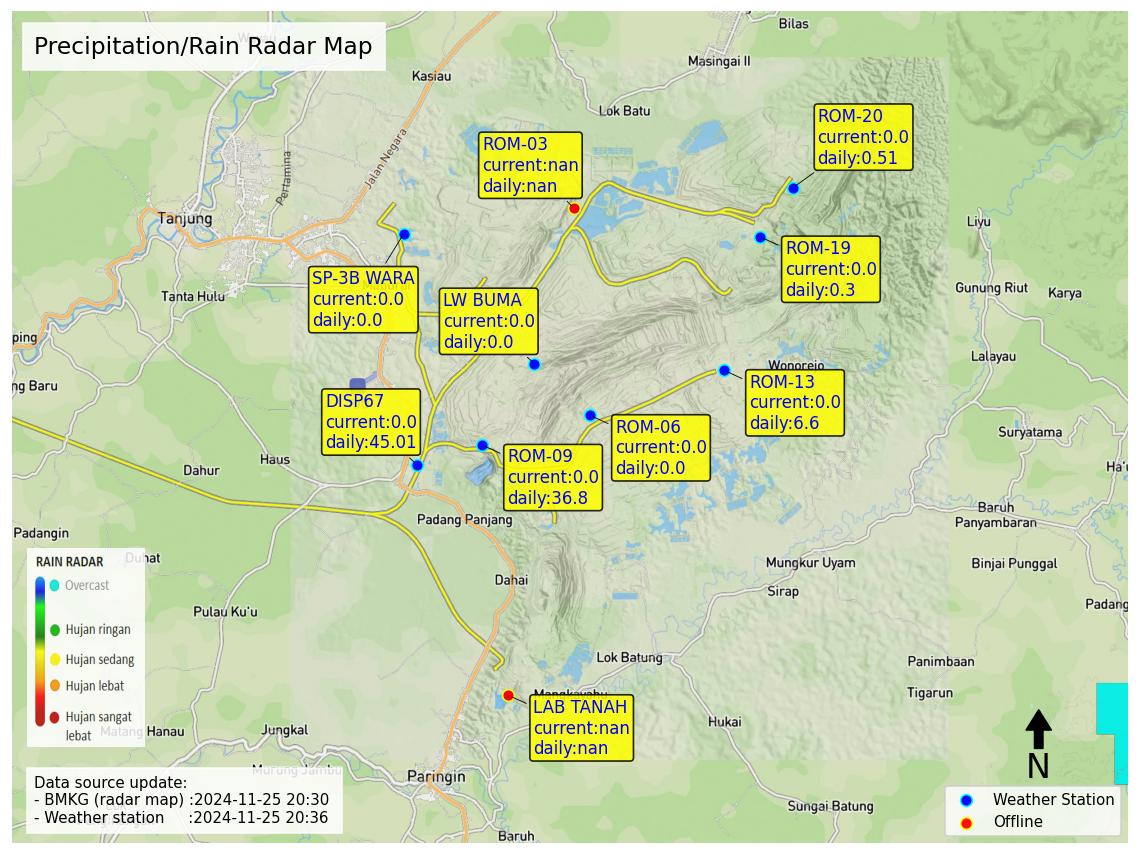 Precipitation/Rain Radar Map
Bilas
Masingai II
Kasiau
Lok Batu
Jalan Negara
Pertamina
Tanjung
ROM-03
current:nan
daily:nan
ROM-20
current:0.0
daily:0.51
Liyu
ROM-19
current:0.0
daily:0.3
SP-3B WARA
current:0.0
daily:0.0
LW BUMA
current:0.0
daily:0.0
Tanta Hulu
Gunung Riut
Karya
ping
Lalayau
ng Baru
Wonorejo
ROM-13
current:0.0
daily:6.6
DISP67
current:0.0
daily:45.01
ROM-06
current:0.0
daily:0.0
ROM-09
current:0.0
daily:36.8
Suryatama
Haus
Dahur
Ha'u
Padang Panjang
Baruh
Panyambaran
Padangin
Duhat
Mungkur Uyam
Binjai Punggal
Dahai
Sirap
Padang
Pulau Ku'u
RAIN RADAR
Overcast
Hujan ringan
Hujan sedang
Hujan lebat
Hujan sangat
lebat
Lok Batung
Panimbaan
Tigarun
Mangkayahu
LAB TANAH
current:nan
daily:nan
Hukai
Matang Hanau
Jungkal
Murung Jambu
Paringin
Sungai Batung
Baruh
Data source update:
- BMKG (radar map) :2024-11-25 20:30
- Weather station :2024-11-25 20:36
N
Weather Station
Offline